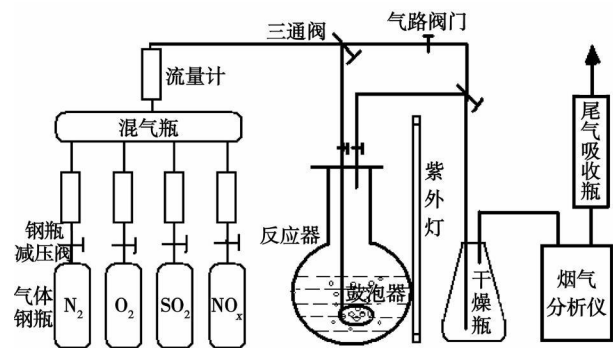 三通阀
气路阀门
流量计
混气瓶
尾气吸收瓶
紫外灯
钢瓶
减压阀
反应器
鼓泡器
干燥瓶
烟气
分析仪
气体
钢瓶
N₂
O₂
SO₂
NOₓ